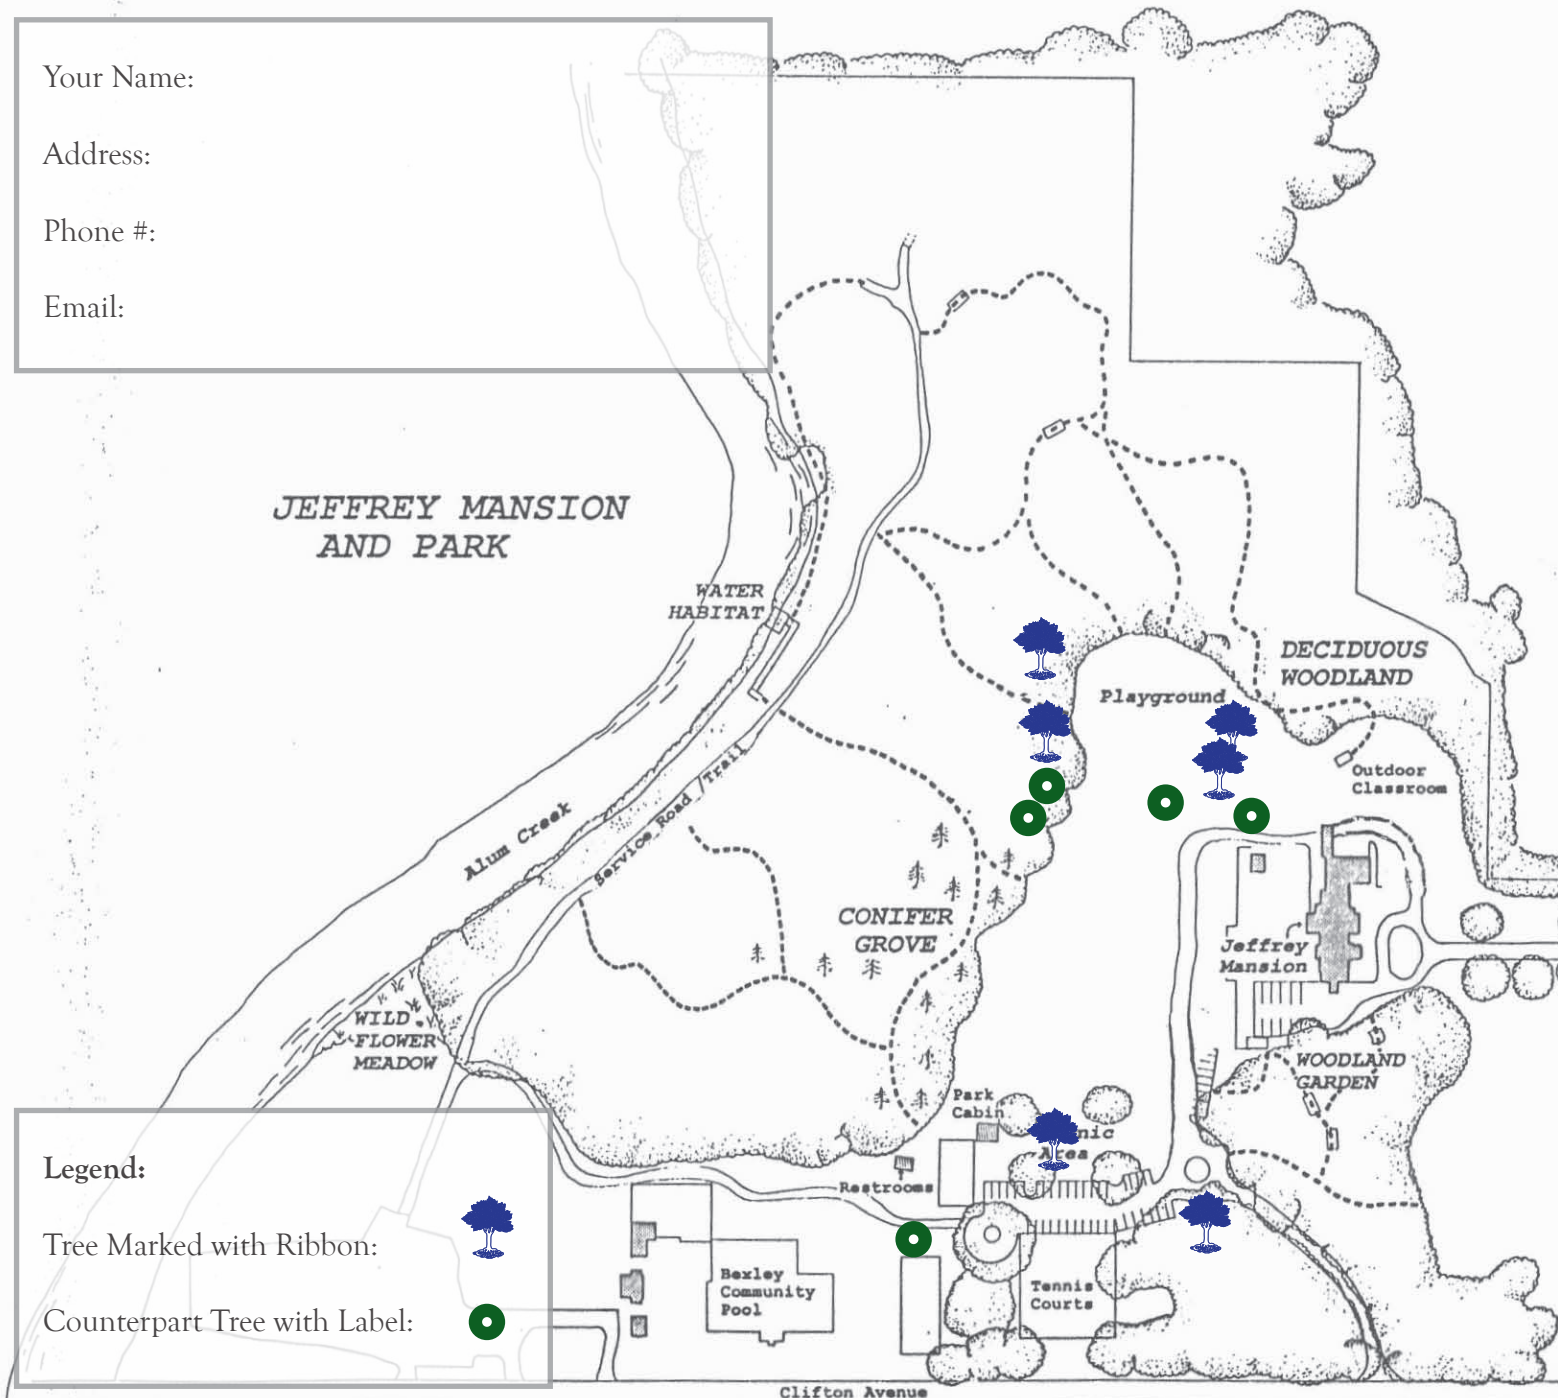 Your Name:
Address:
Phone #:
Email:
JEFFREY MANSION
AND PARK
WATER
HABITAT
DECIDUOUS
WOODLAND
Playground
Outdoor
Classroom
Alum Creek
Service Road/Trail
CONIFER
GROVE
Jeffrey
Mansion
WILD
FLOWER
MEADOW
WOODLAND
GARDEN
Park
Cabin
nic
Area
Restrooms
Bexley
Community
Pool
Tennis
Courts
Clifton Avenue
Legend:
Tree Marked with Ribbon:
Counterpart Tree with Label: